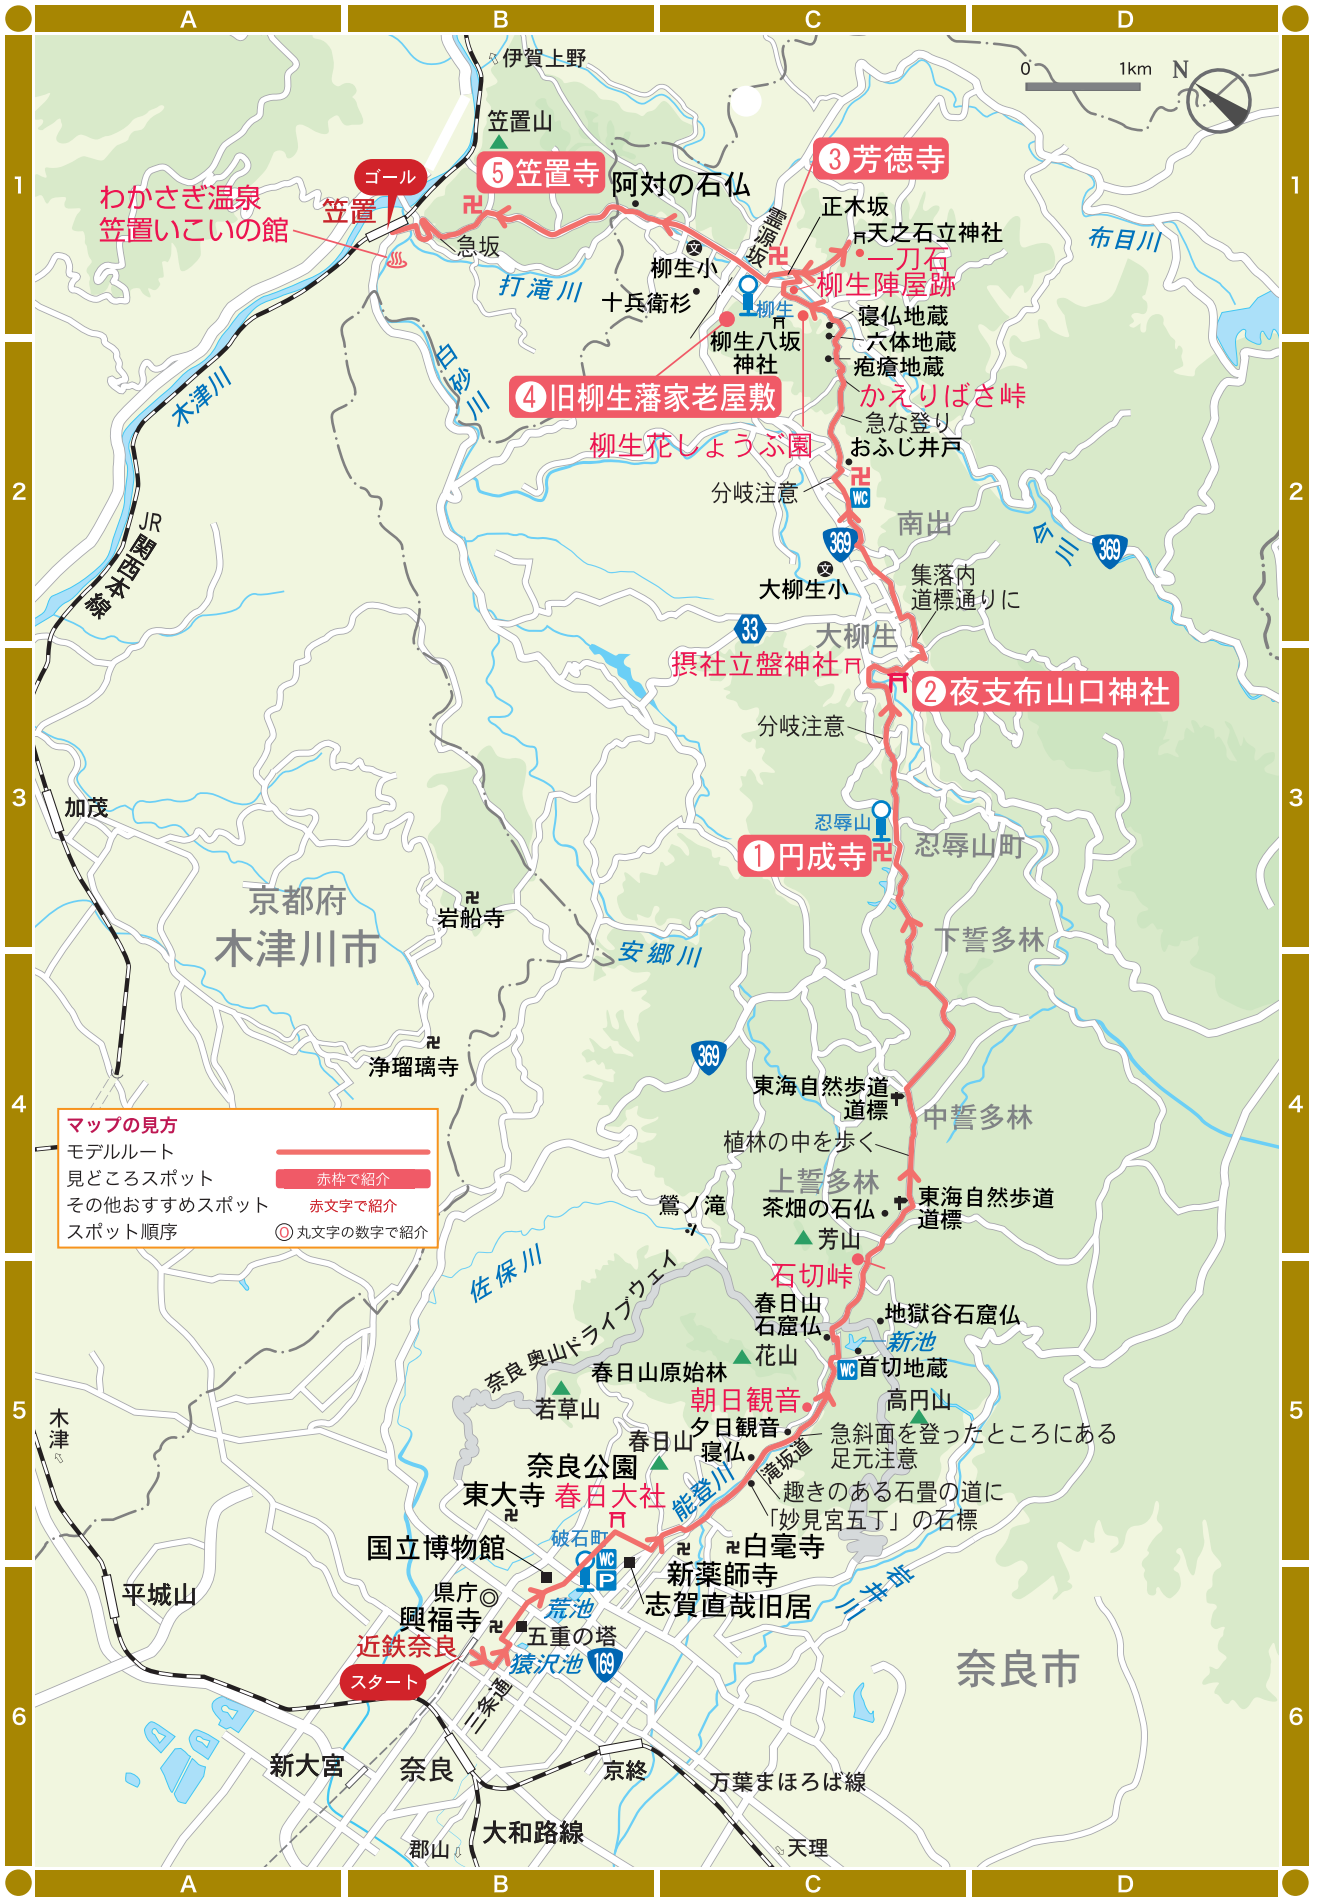 A
B
C
D
伊賀上野
0
1km
N
笠置山
③芳徳寺
1
ゴール
⑤笠置寺
阿対の石仏
1
わかさぎ温泉
笠置いこいの館
笠置
急坂
霊源坂
正木坂
天之石立神社
一刀石
布目川
打滝川
文
柳生小
柳生陣屋跡
十兵衛杉
柳生
寝仏地蔵
柳生八坂
神社
六体地蔵
疱瘡地蔵
白砂川
木津川
④旧柳生藩家老屋敷
かえりばさ峠
急な登り
柳生花しょうぶ園
おふじ井戸
2
分岐注意
WC
2
JR
関西本線
南出
369
今川
369
文
大柳生小
集落内
道標通りに
33
大柳生
摂社立盤神社
②夜支布山口神社
分岐注意
3
加茂
忍辱山
3
①円成寺
忍辱山町
京都府
木津川市
岩船寺
下誓多林
安郷川
369
浄瑠璃寺
東海自然歩道
道標
4
中誓多林
4
マップの見方
モデルルート
見どころスポット
赤枠で紹介
その他おすすめスポット
赤文字で紹介
スポット順序
0
丸文字の数字で紹介
植林の中を歩く
上誓多林
茶畑の石仏
東海自然歩道
道標
鶯ノ滝
芳山
佐保川
石切峠
奈良奥山ドライブウェイ
春日山
石窟仏
地獄谷石窟仏
新池
花山
WC
首切地蔵
春日山原始林
5
若草山
朝日観音
高円山
5
木津
春日山
夕日観音
急斜面を登ったところにある
足元注意
寝仏
滝坂道
奈良公園
能登川
東大寺
春日大社
趣きのある石畳の道に
「妙見宮五丁」の石標
破石町
国立博物館
WC
P
白毫寺
新薬師寺
岩井川
平城山
県庁
荒池
志賀直哉旧居
興福寺
五重の塔
近鉄奈良
猿沢池
169
奈良市
スタート
三条通
6
6
新大宮
奈良
京終
万葉まほろば線
大和路線
郡山
天理
A
B
C
D